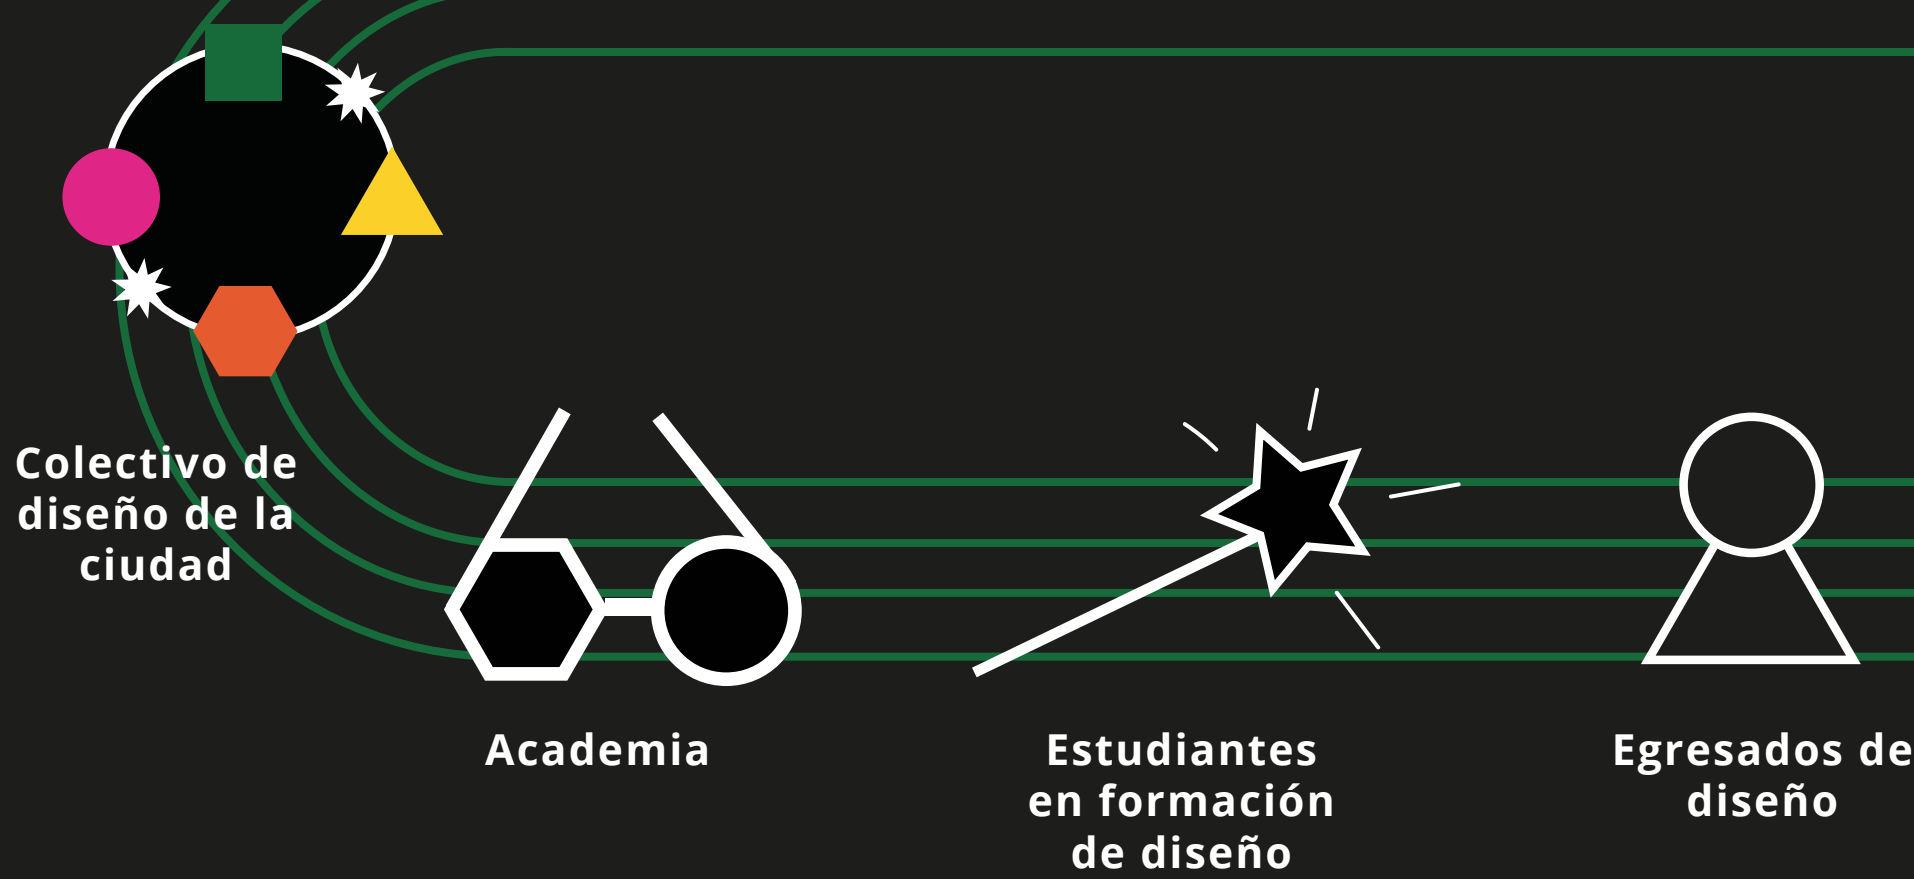 Colectivo de
diseño de la
ciudad
Academia
Estudiantes
en formación
de diseño
Egresados de
diseño